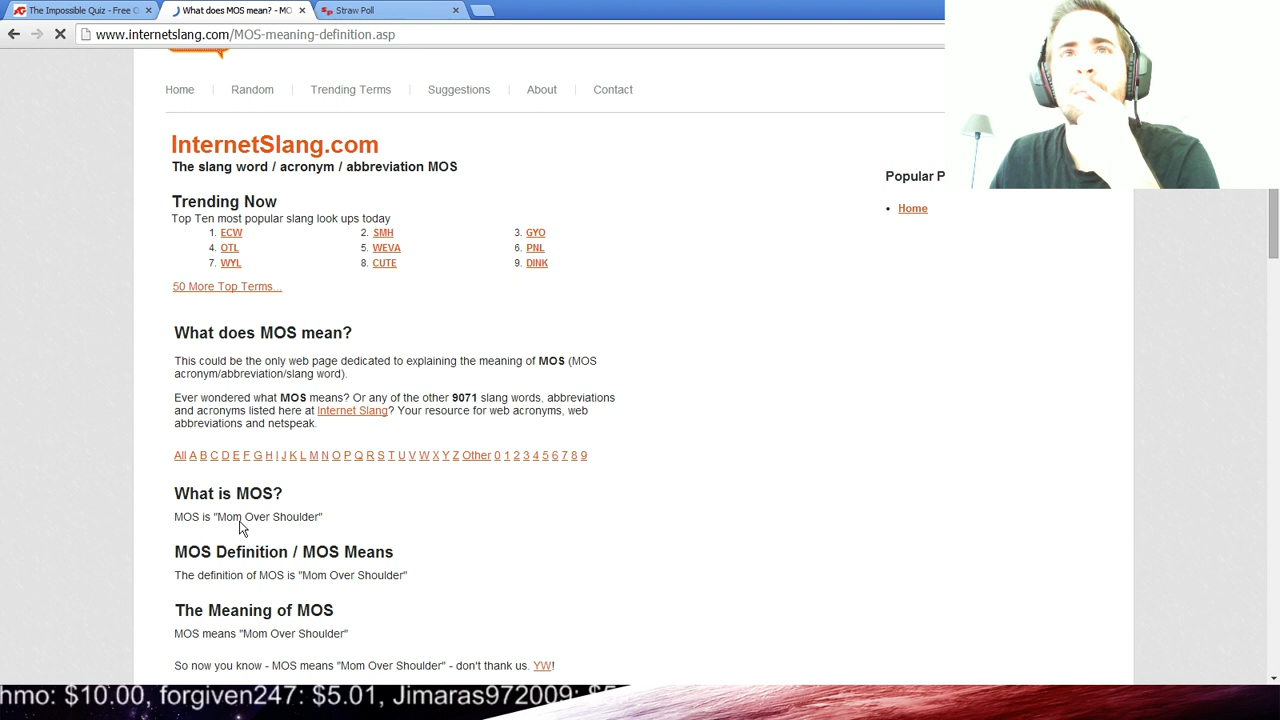 The Impossible Quiz - Free O
What does MOS mean? - MO
Straw Poll
www.internetslang.com/MOS-meaning-definition.asp
Home
Random
Trending Terms
Suggestions
About
Contact
InternetSlang.com
The slang word / acronym / abbreviation MOS
Popular P
Home
Trending Now
Top Ten most popular slang look ups today
1. ECW 2. SMH 3. GYO
4. OTL 5. WEVA 6. PNL
7. WYL 8. CUTE 9. DINK
50 More Top Terms...
What does MOS mean?
This could be the only web page dedicated to explaining the meaning of MOS (MOS
acronym/abbreviation/slang word).
Ever wondered what MOS means? Or any of the other 9071 slang words, abbreviations
and acronyms listed here at Internet Slang? Your resource for web acronyms, web
abbreviations and netspeak.
All A B C D E F G H I J K L M N O P Q R S T U V W X Y Z Other 0 1 2 3 4 5 6 7 8 9
What is MOS?
MOS is "Mom Over Shoulder"
MOS Definition / MOS Means
The definition of MOS is "Mom Over Shoulder"
The Meaning of MOS
MOS means "Mom Over Shoulder"
So now you know - MOS means "Mom Over Shoulder" - don't thank us. YW!
hmo: $10.00, forgiven247: $5.01, Jimaras972009: $5